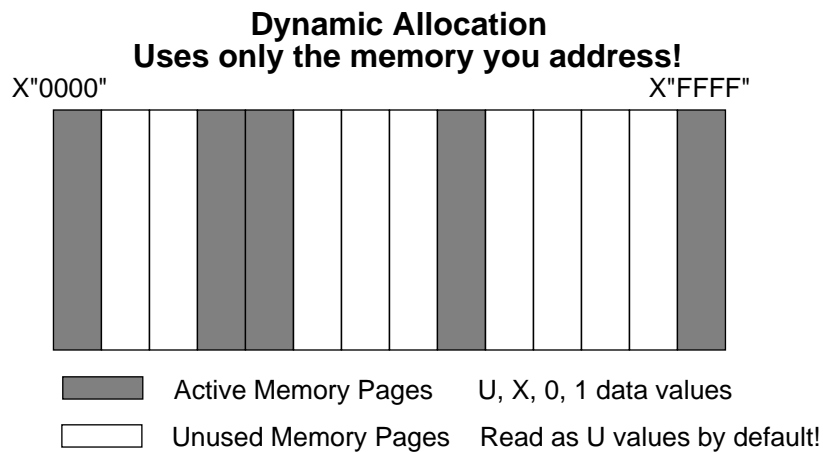 Dynamic Allocation
Uses only the memory you address!
X"0000" X"FFFF"
Active Memory Pages U, X, 0, 1 data values
Unused Memory Pages Read as U values by default!